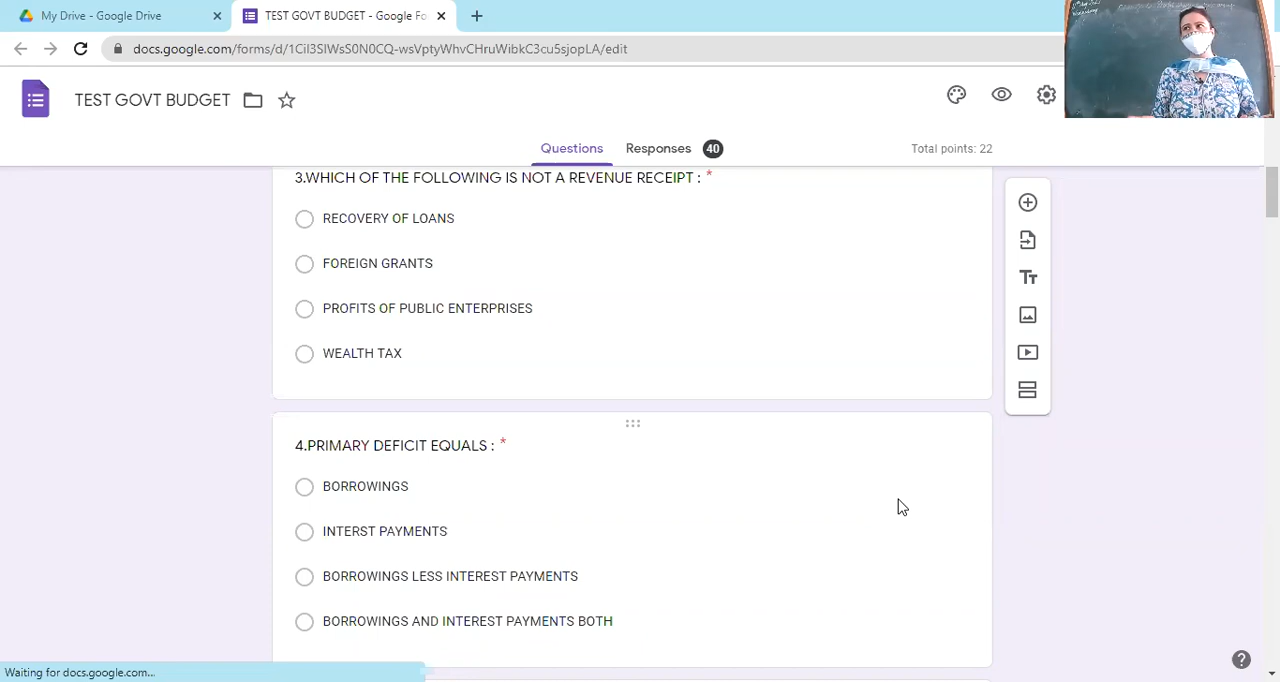 My Drive - Google Drive
TEST GOVT BUDGET - Google Fo
docs.google.com/forms/d/1Cil3SlWsS0N0CQ-wsVptyWhvCHruWibkC3cu5sjopLA/edit
TEST GOVT BUDGET
Questions
Responses 40
Total points: 22
3.WHICH OF THE FOLLOWING IS NOT A REVENUE RECEIPT : *
RECOVERY OF LOANS
FOREIGN GRANTS
PROFITS OF PUBLIC ENTERPRISES
WEALTH TAX
4.PRIMARY DEFICIT EQUALS : *
BORROWINGS
INTERST PAYMENTS
BORROWINGS LESS INTEREST PAYMENTS
BORROWINGS AND INTEREST PAYMENTS BOTH
Waiting for docs.google.com...